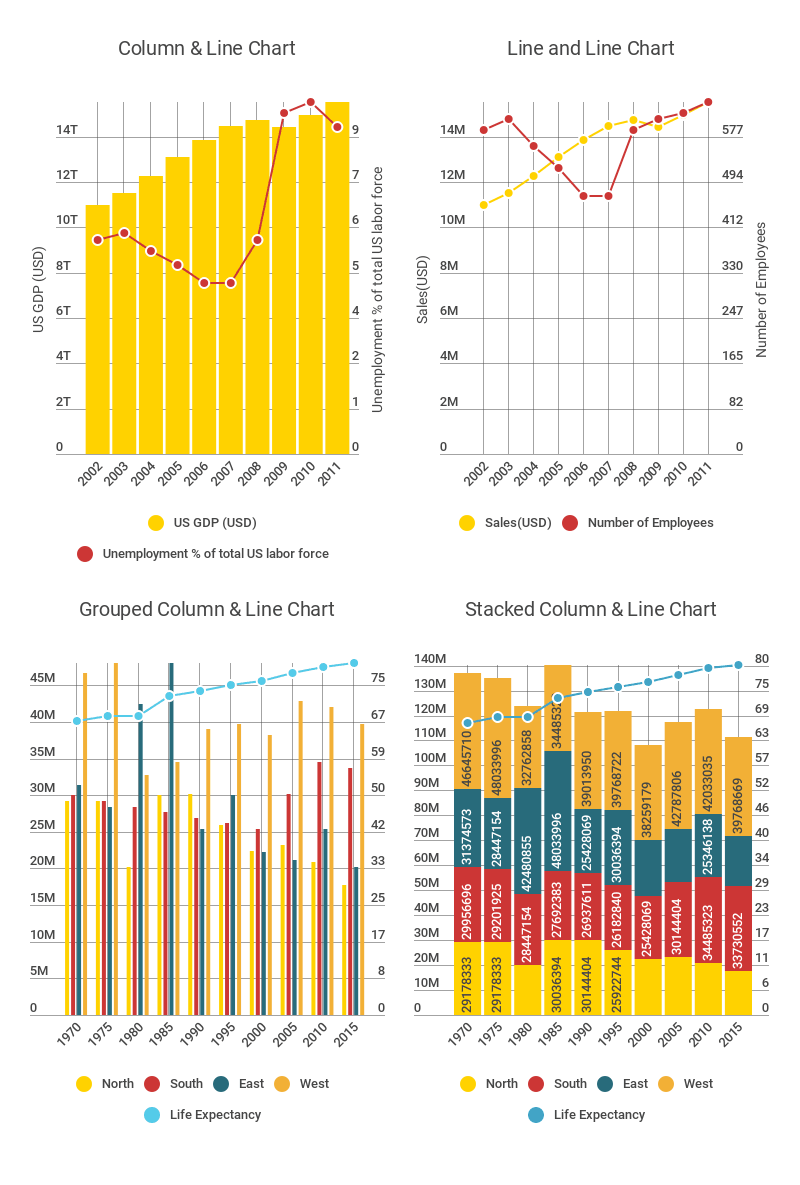 Column & Line Chart
14T
12T
10T
8T
6T
4T
2T
0
US GDP (USD)
9
7
6
5
4
2
1
0
Unemployment % of total US labor force
2002 2003 2004 2005 2006 2007 2008 2009 2010 2011
US GDP (USD)
Unemployment % of total US labor force
Line and Line Chart
14M
12M
10M
8M
6M
4M
2M
0
Sales(USD)
577
494
412
330
247
165
82
0
Number of Employees
2002 2003 2004 2005 2006 2007 2008 2009 2010 2011
Sales(USD) Number of Employees
Grouped Column & Line Chart
45M
40M
35M
30M
25M
20M
15M
10M
5M
0
75
67
59
50
42
33
25
17
8
0
1970 1975 1980 1985 1990 1995 2000 2005 2010 2015
North South East West
Life Expectancy
Stacked Column & Line Chart
140M
130M
120M
110M
100M
90M
80M
70M
60M
50M
40M
30M
20M
10M
0
80
75
69
63
57
52
46
40
34
29
23
17
11
6
0
46645710
31374573
29956696
29178333
48033996
28447154
29201925
29178333
32762858
42480855
28447154
3448532
48033996
27692383
30036394
39013950
25428069
26937611
30144404
39768722
30036394
26182840
25922744
38259179
25428069
42787806
30144404
42033035
25346138
34485323
39768669
33730552
1970 1975 1980 1985 1990 1995 2000 2005 2010 2015
North South East West
Life Expectancy